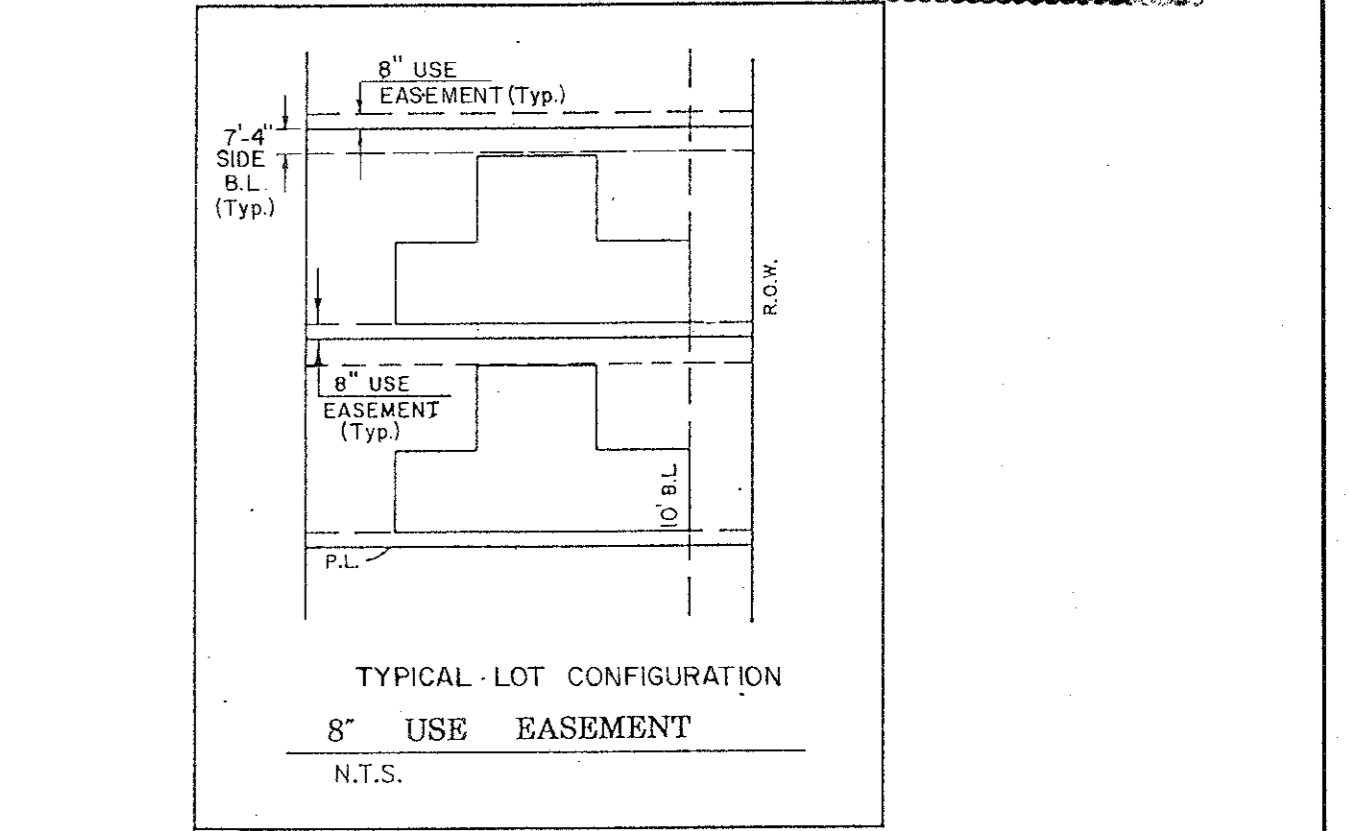 8" USE
EASEMENT (Typ.)
7'-4"
SIDE
B.L.
(Typ.)
R.O.W.
8" USE
EASEMENT
(Typ.)
10' B.L.
P.L.
TYPICAL LOT CONFIGURATION
8" USE EASEMENT
N.T.S.